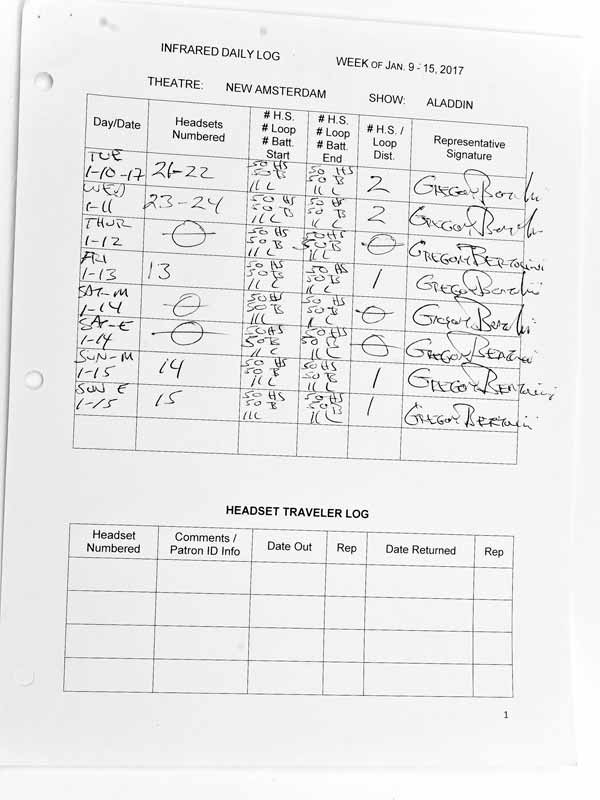 INFRARED DAILY LOG WEEK OF JAN. 9 - 15, 2017
THEATRE: NEW AMSTERDAM SHOW: ALADDIN
Day/Date Headsets Numbered # H.S. # Loop # Batt. Start # H.S. # Loop # Batt. End # H.S. / Loop Dist. Representative Signature
TUE 1-10-17 21-22 50 HS 50 B 11 L 50 HS 50 B 11 L 2 GREGORY BERTOLINI
WED 1-11 23-24 50 HS 50 B 11 L 50 HS 50 B 11 L 2 GREGORY BERTOLINI
THUR 1-12 0 50 HS 50 B 11 L 50 HS 50 B 11 L 0 GREGORY BERTOLINI
FRI 1-13 13 50 HS 50 B 11 L 50 HS 50 B 11 L 1 GREGORY BERTOLINI
SAT-M 1-14 0 50 HS 50 B 11 L 50 HS 50 B 1 L 0 GREGORY BERTOLINI
SAT-E 1-14 0 50 HS 50 B 11 L 50 HS 50 B 11 L 0 GREGORY BERTOLINI
SUN-M 1-15 14 50 HS 50 B 11 L 50 HS 50 B 11 L 1 GREGORY BERTOLINI
SUN E 1-15 15 50 HS 50 B 11 L 50 HS 50 B 11 L 1 GREGORY BERTOLINI
HEADSET TRAVELER LOG
Headset Numbered Comments / Patron ID Info Date Out Rep Date Returned Rep
1